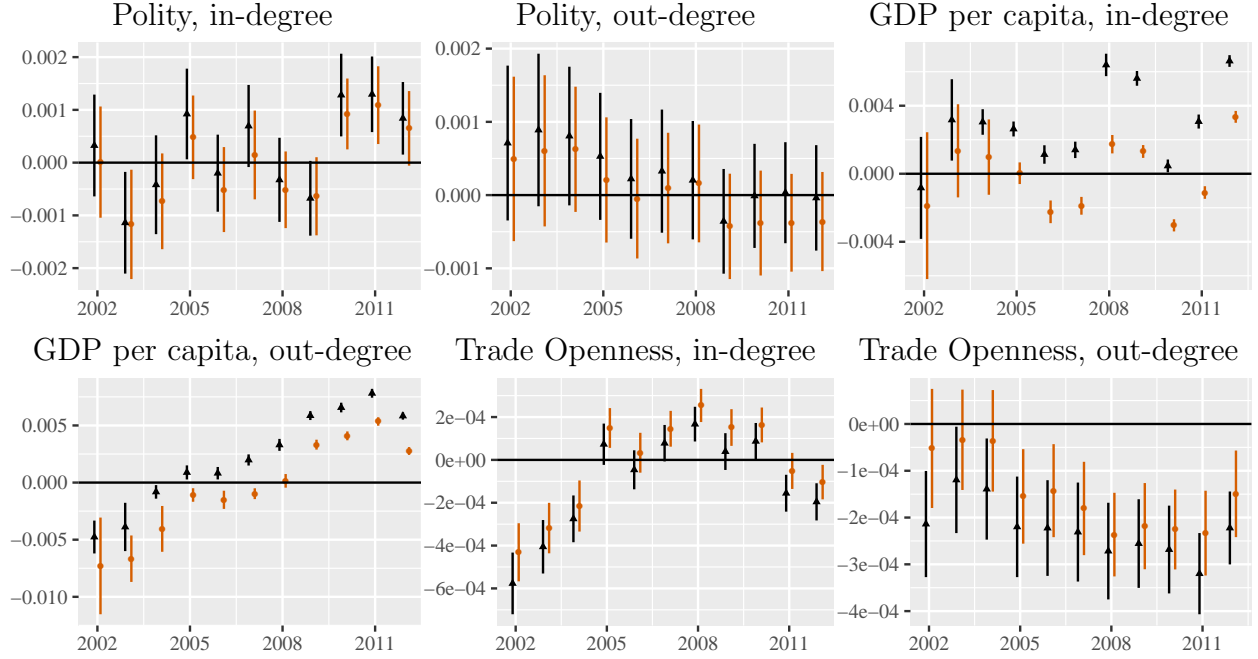 Polity, in-degree
0.002
0.001
0.000
−0.001
−0.002
2002 2005 2008 2011
Polity, out-degree
0.002
0.001
0.000
−0.001
2002 2005 2008 2011
GDP per capita, in-degree
0.004
0.000
−0.004
2002 2005 2008 2011
GDP per capita, out-degree
0.005
0.000
−0.005
−0.010
2002 2005 2008 2011
Trade Openness, in-degree
2e−04
0e+00
−2e−04
−4e−04
−6e−04
2002 2005 2008 2011
Trade Openness, out-degree
0e+00
−1e−04
−2e−04
−3e−04
−4e−04
2002 2005 2008 2011